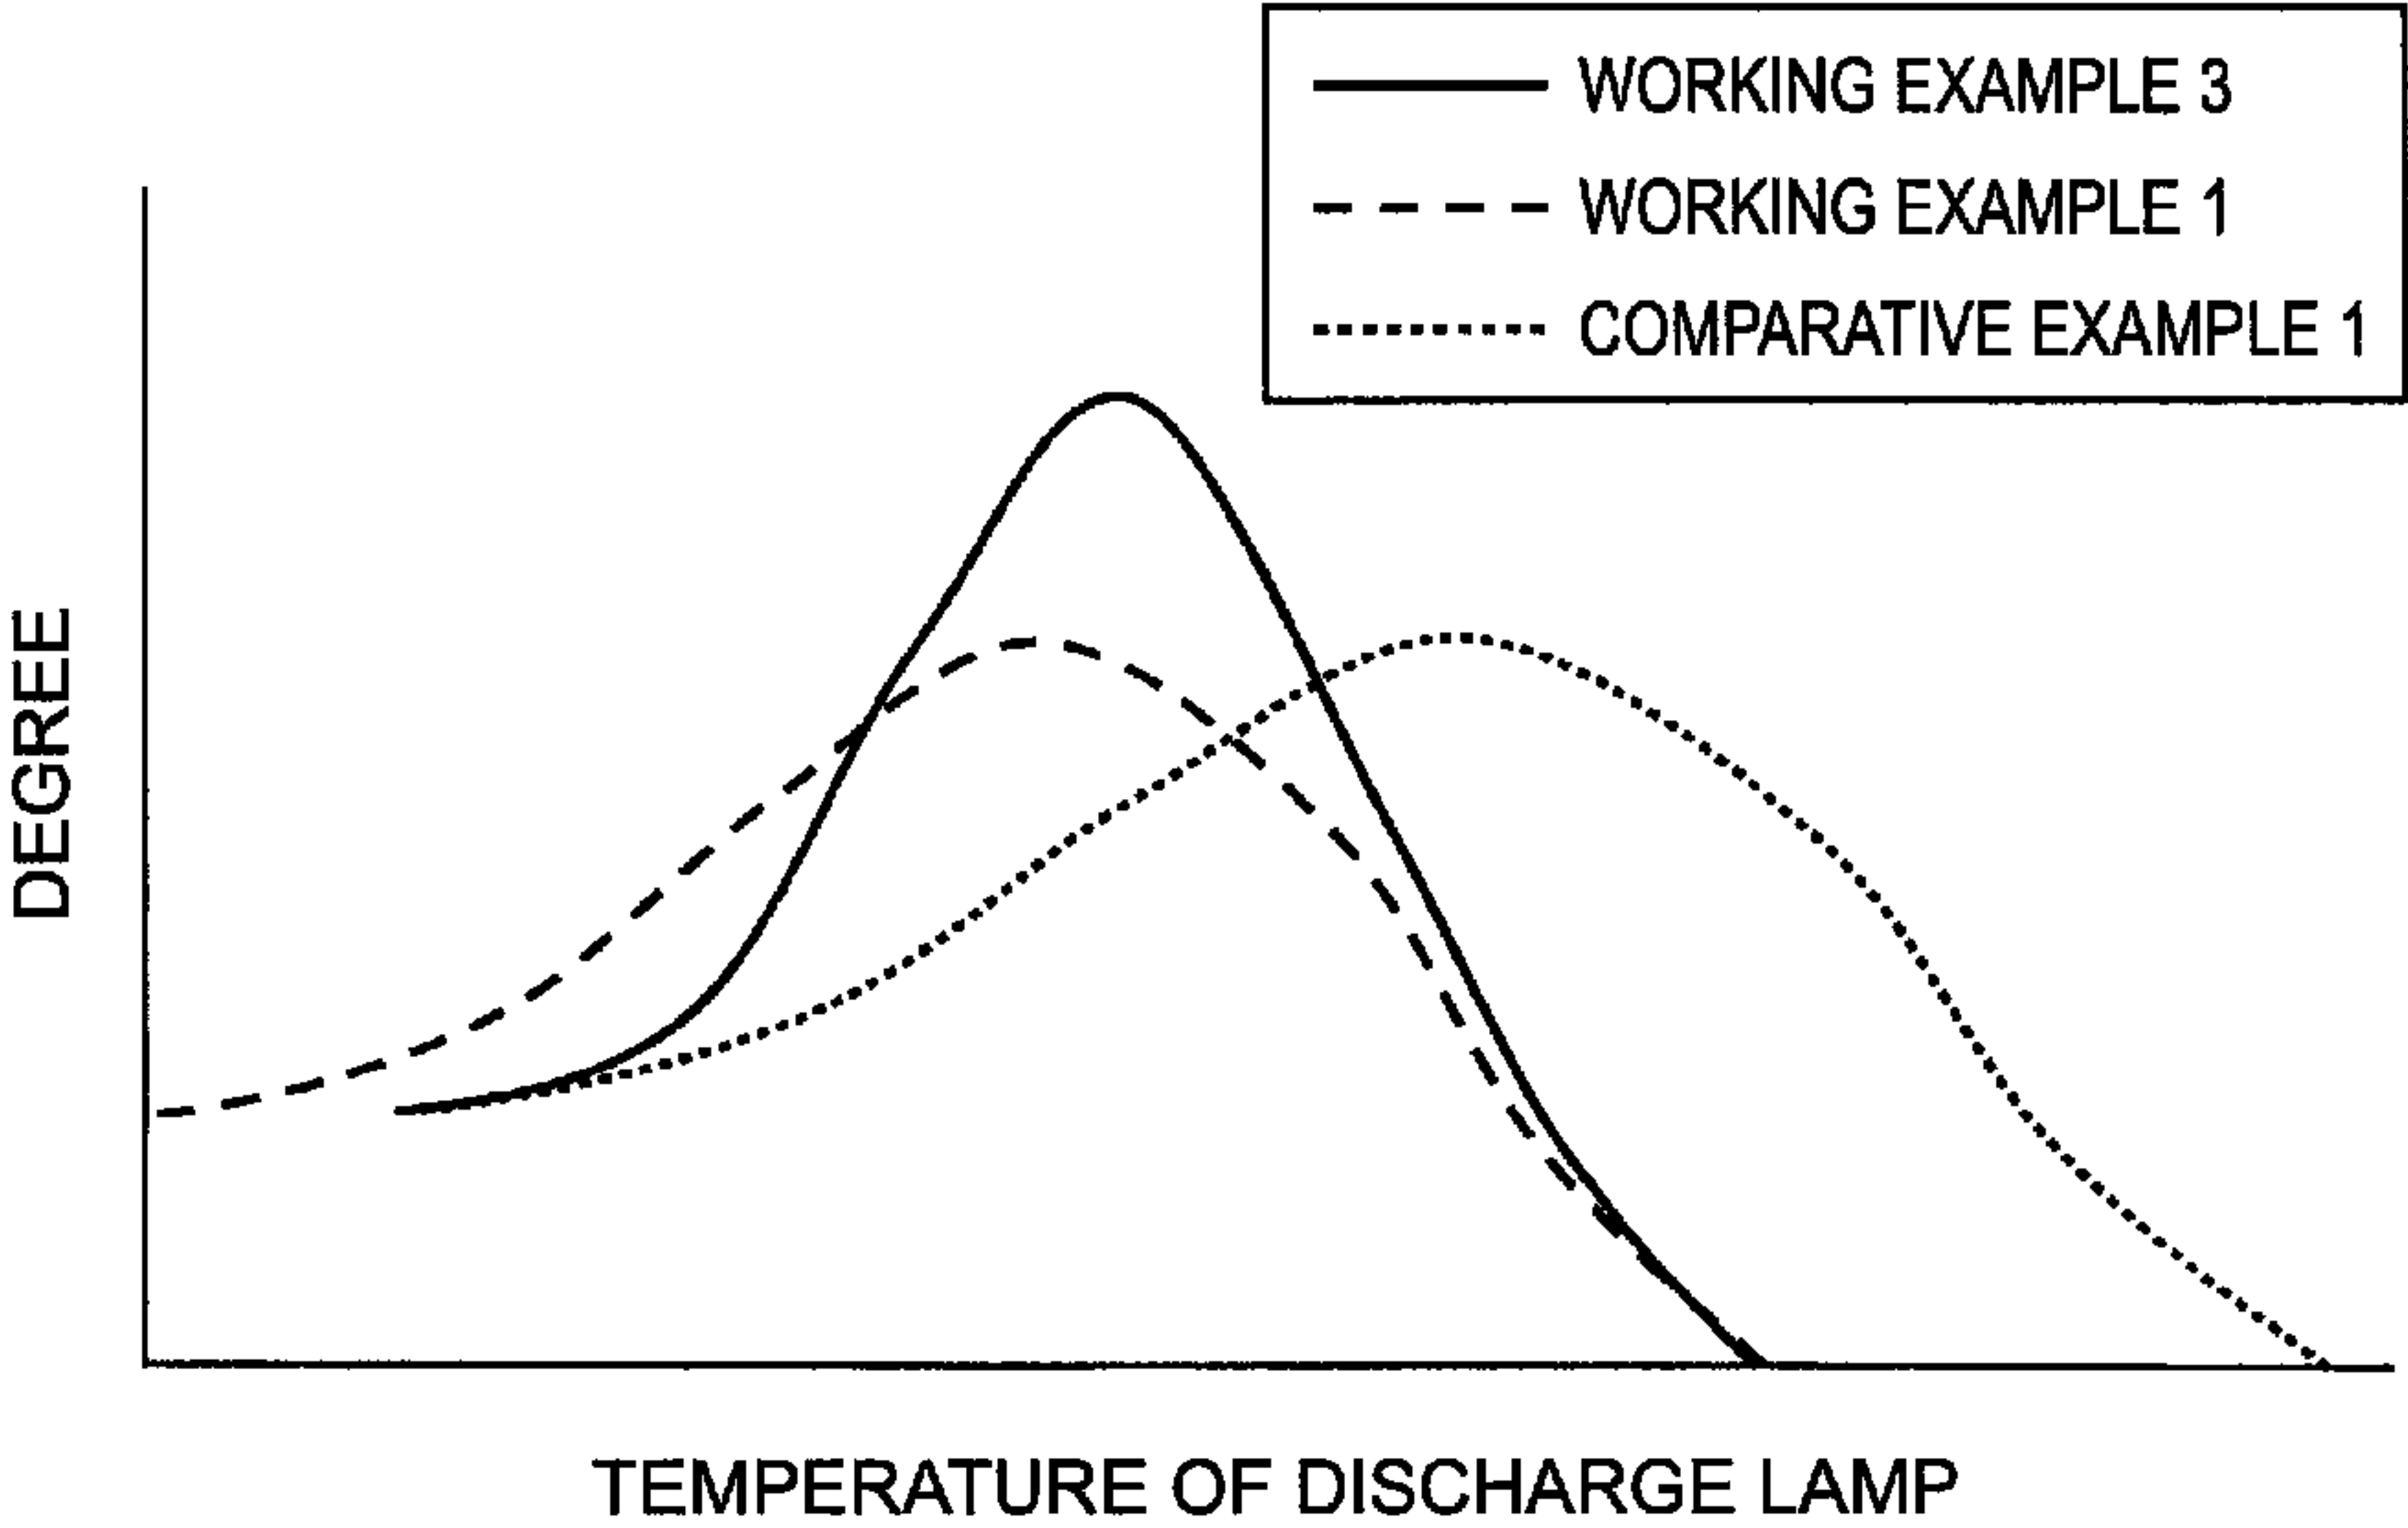 WORKING EXAMPLE 3
WORKING EXAMPLE 1
COMPARATIVE EXAMPLE 1
DEGREE
TEMPERATURE OF DISCHARGE LAMP